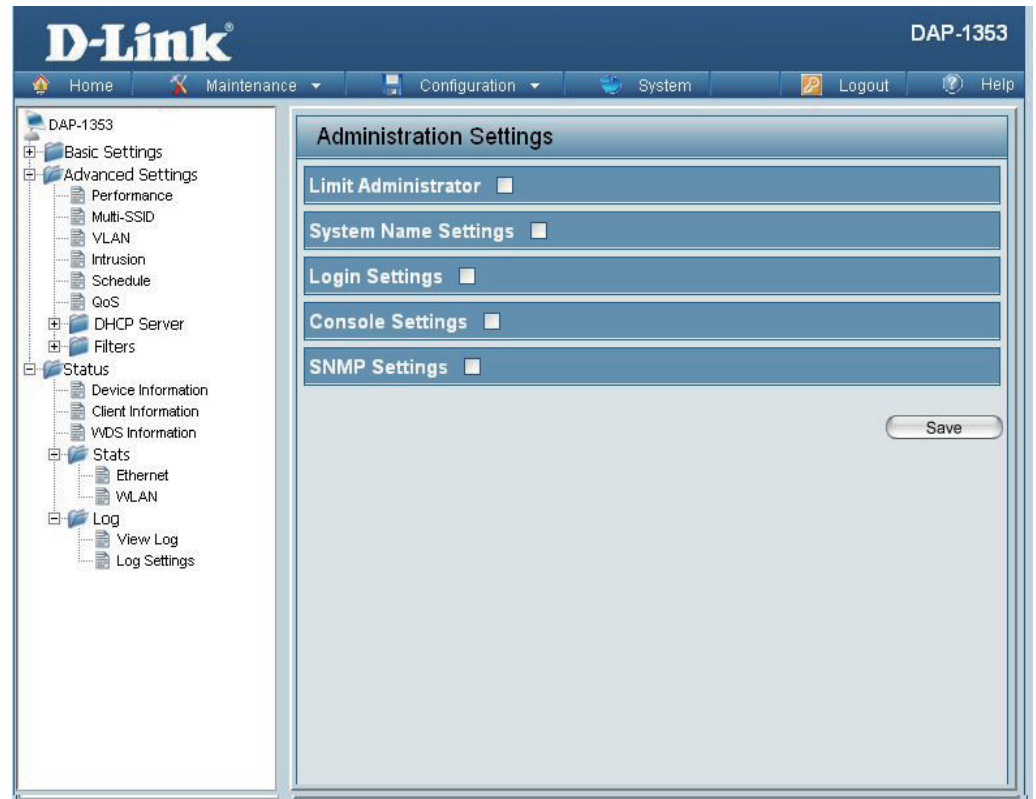 D-Link®
DAP-1353
Home Maintenance Configuration System Logout Help
DAP-1353
Basic Settings
Advanced Settings
Performance
Multi-SSID
VLAN
Intrusion
Schedule
QoS
DHCP Server
Filters
Status
Device Information
Client Information
WDS Information
Stats
Ethernet
WLAN
Log
View Log
Log Settings
Administration Settings
Limit Administrator
System Name Settings
Login Settings
Console Settings
SNMP Settings
Save